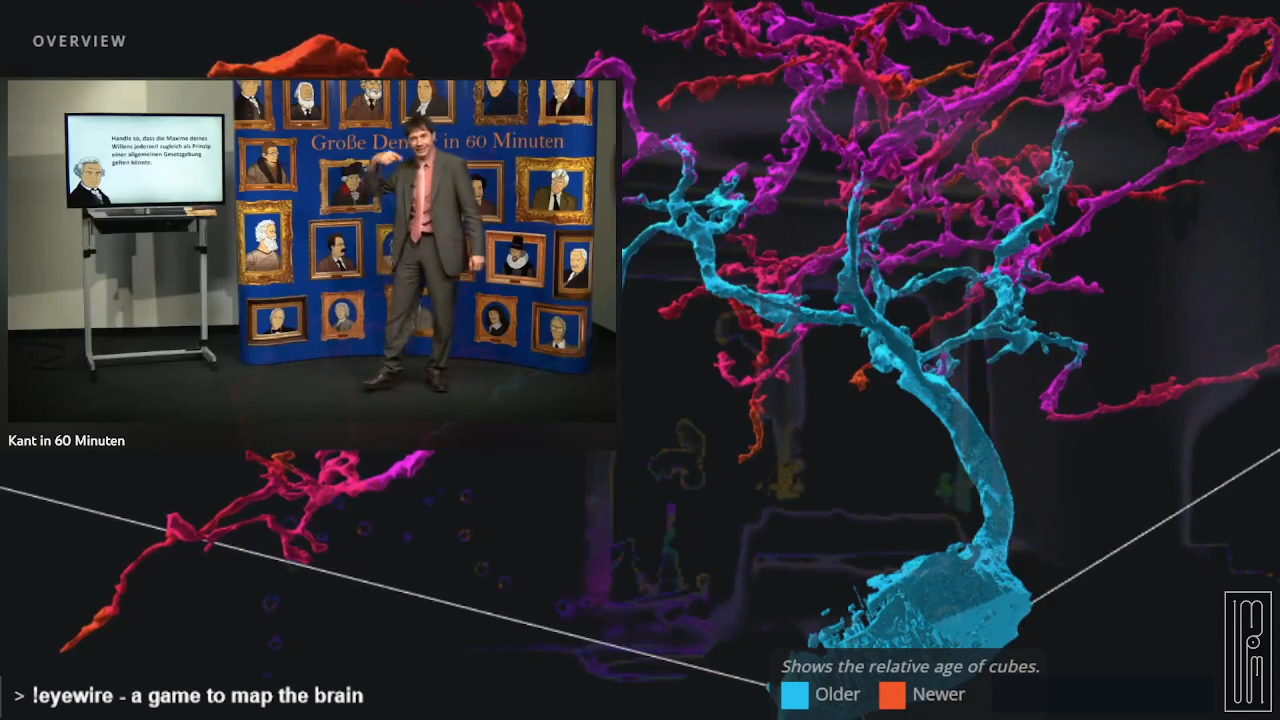 OVERVIEW
Handle so, dass die Maxime deines
Willens jederzeit zugleich als Prinzip
einer allgemeinen Gesetzgebung
gelten könnte.
Große Den in 60 Minuten
Kant in 60 Minuten
> !eyewire - a game to map the brain
Shows the relative age of cubes.
Older Newer